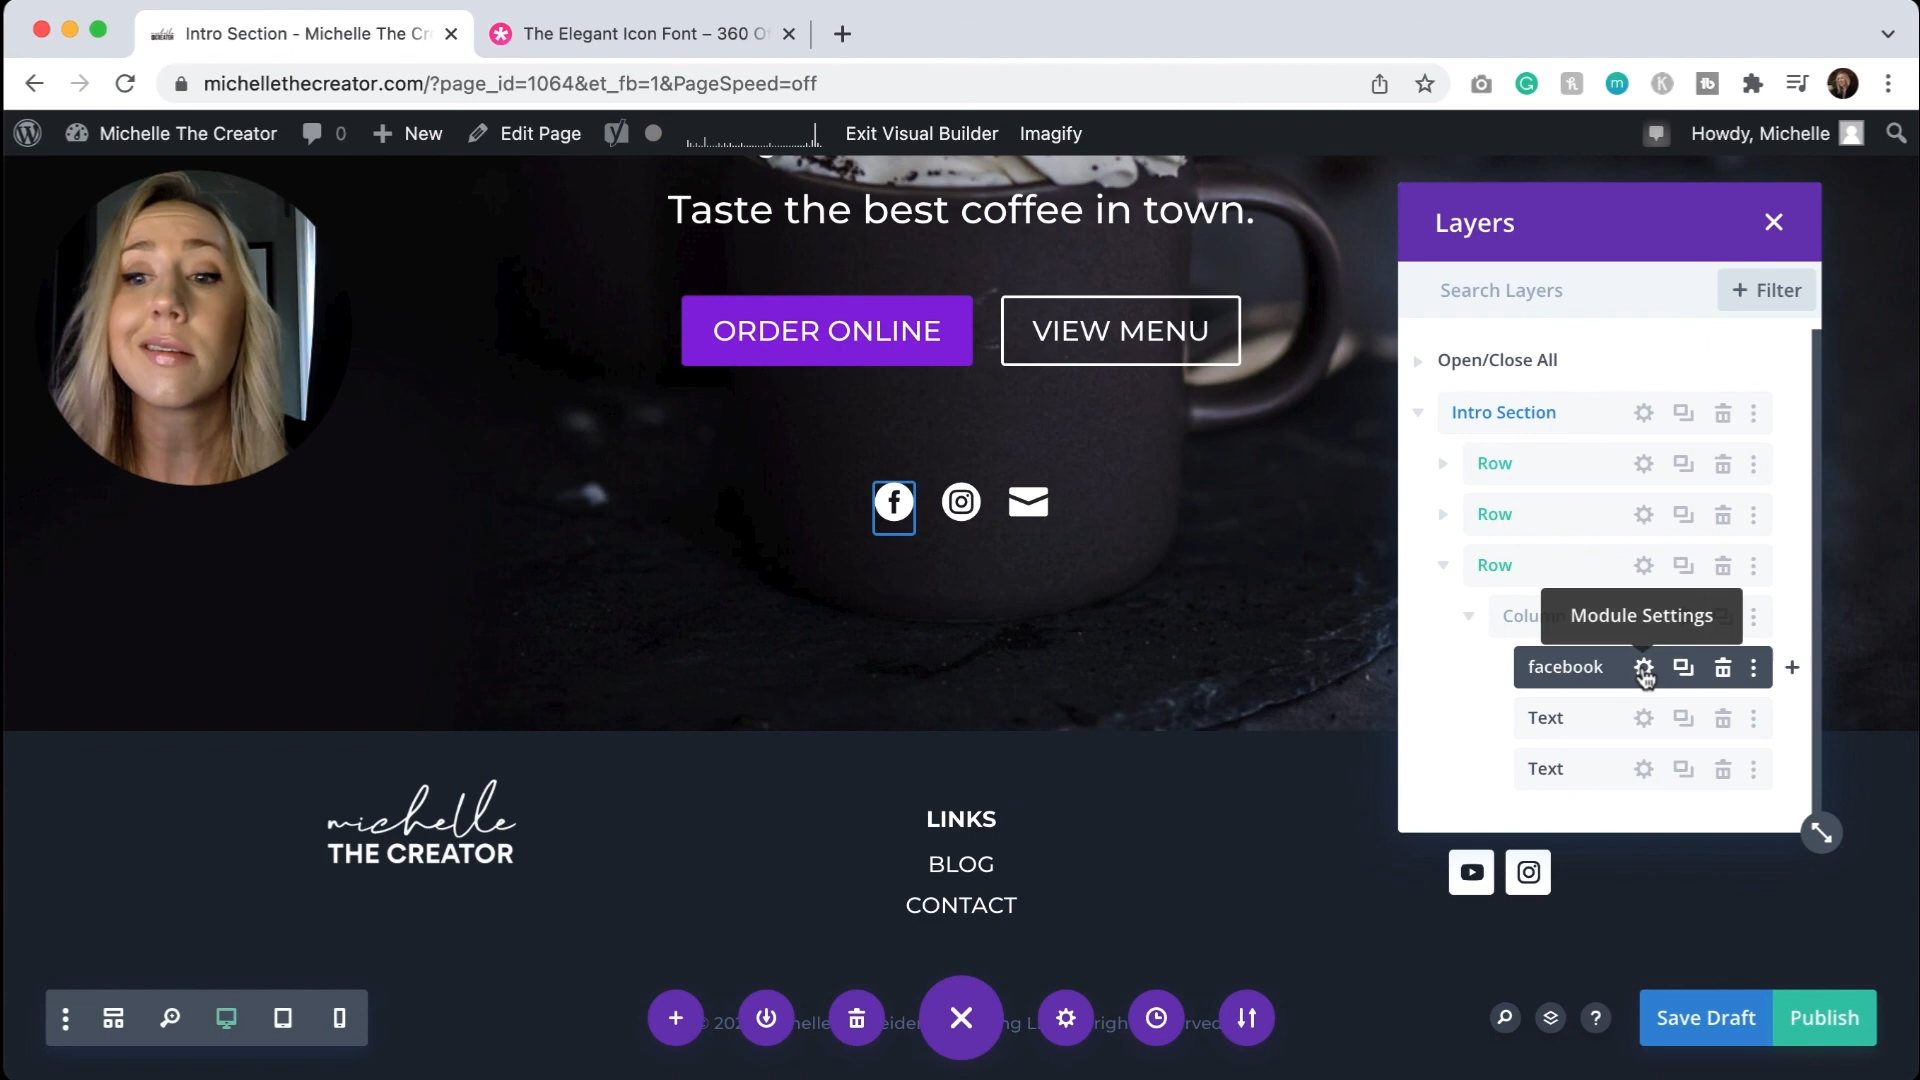 Intro Section - Michelle The Cr
The Elegant Icon Font – 360 O
michellethecreator.com/?page_id=1064&et_fb=1&PageSpeed=off
Michelle The Creator
0
New
Edit Page
Exit Visual Builder
Imagify
Howdy, Michelle
Taste the best coffee in town.
ORDER ONLINE
VIEW MENU
Layers
Search Layers
+ Filter
Open/Close All
Intro Section
Row
Row
Row
Colum
Module Settings
facebook
Text
Text
michelle
THE CREATOR
LINKS
BLOG
CONTACT
Save Draft
Publish